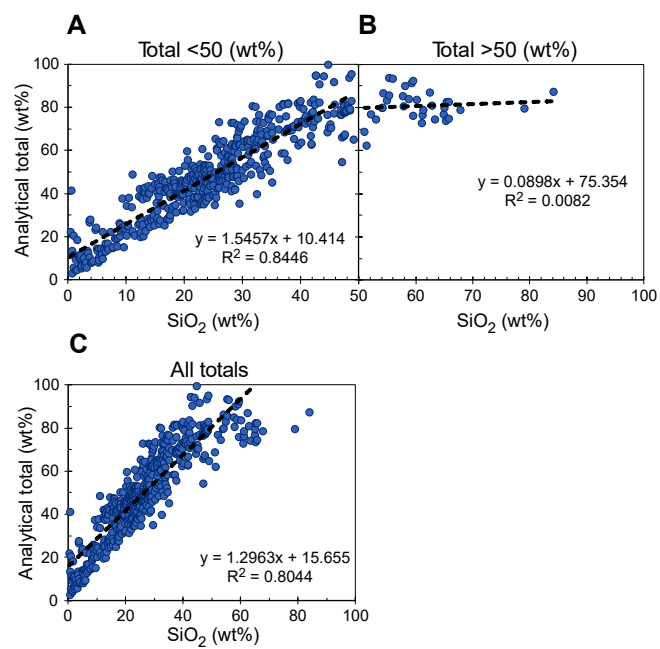 A
B
Total <50 (wt%)
Total >50 (wt%)
100
80
60
40
20
0
Analytical total (wt%)
y = 1.5457x + 10.414
R² = 0.8446
y = 0.0898x + 75.354
R² = 0.0082
0 10 20 30 40 50 60 70 80 90 100
SiO₂ (wt%)
SiO₂ (wt%)
C
All totals
100
80
60
40
20
0
Analytical total (wt%)
y = 1.2963x + 15.655
R² = 0.8044
0 20 40 60 80 100
SiO₂ (wt%)